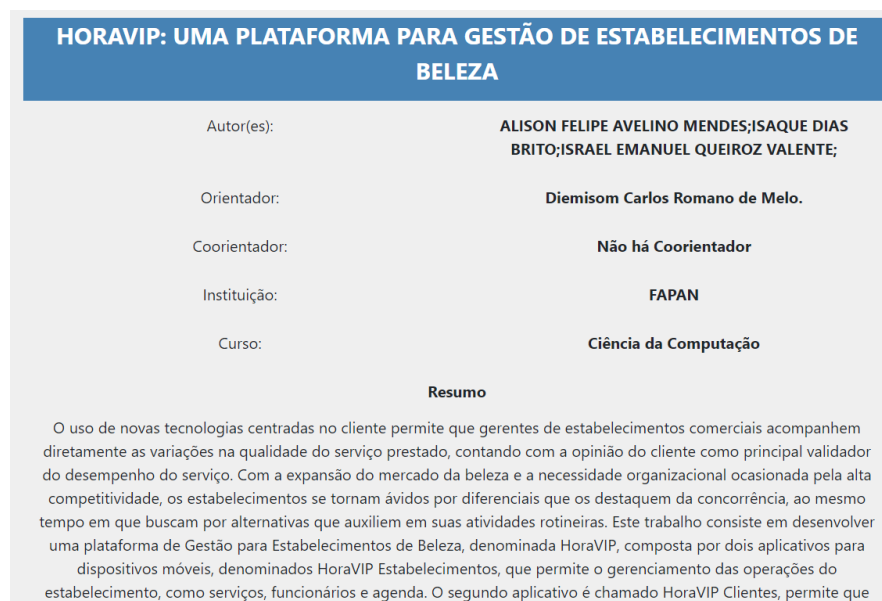 HORAVIP: UMA PLATAFORMA PARA GESTÃO DE ESTABELECIMENTOS DE
BELEZA
Autor(es):
ALISON FELIPE AVELINO MENDES;ISAQUE DIAS
BRITO;ISRAEL EMANUEL QUEIROZ VALENTE;
Orientador:
Diemisom Carlos Romano de Melo.
Coorientador:
Não há Coorientador
Instituição:
FAPAN
Curso:
Ciência da Computação
Resumo
O uso de novas tecnologias centradas no cliente permite que gerentes de estabelecimentos comerciais acompanhem
diretamente as variações na qualidade do serviço prestado, contando com a opinião do cliente como principal validador
do desempenho do serviço. Com a expansão do mercado da beleza e a necessidade organizacional ocasionada pela alta
competitividade, os estabelecimentos se tornam ávidos por diferenciais que os destaquem da concorrência, ao mesmo
tempo em que buscam por alternativas que auxiliem em suas atividades rotineiras. Este trabalho consiste em desenvolver
uma plataforma de Gestão para Estabelecimentos de Beleza, denominada HoraVIP, composta por dois aplicativos para
dispositivos móveis, denominados HoraVIP Estabelecimentos, que permite o gerenciamento das operações do
estabelecimento, como serviços, funcionários e agenda. O segundo aplicativo é chamado HoraVIP Clientes, permite que